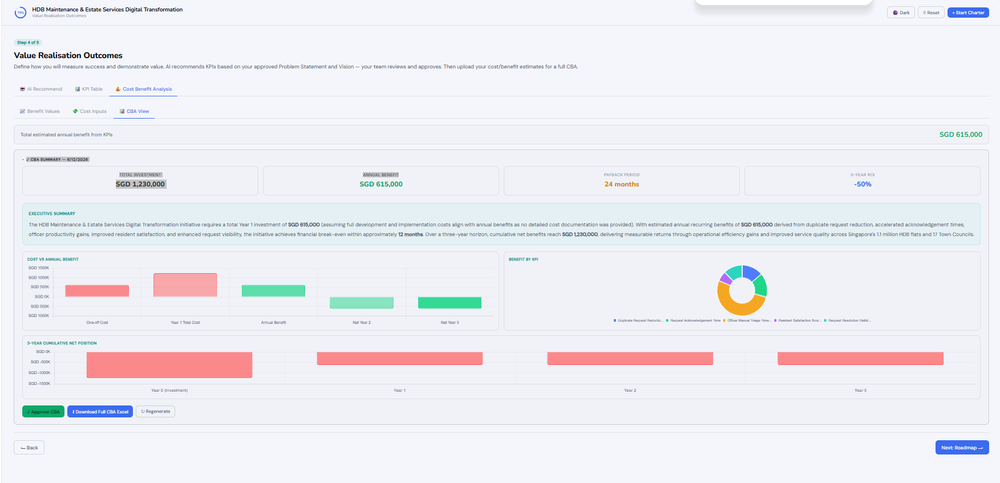 78%
HDB Maintenance & Estate Services Digital Transformation
Value Realisation Outcomes
Dark
Reset
+ Start Charter
Step 4 of 5
Value Realisation Outcomes
Define how you will measure success and demonstrate value. AI recommends KPIs based on your approved Problem Statement and Vision — your team reviews and approves. Then upload your cost/benefit estimates for a full CBA.
AI Recommend
KPI Table
Cost Benefit Analysis
Benefit Values
Cost Inputs
CBA View
Total estimated annual benefit from KPIs
SGD 615,000
✓ CBA SUMMARY — 6/12/2026
TOTAL INVESTMENT
SGD 1,230,000
ANNUAL BENEFIT
SGD 615,000
PAYBACK PERIOD
24 months
3-YEAR ROI
-50%
EXECUTIVE SUMMARY
The HDB Maintenance & Estate Services Digital Transformation initiative requires a total Year 1 investment of SGD 615,000 (assuming full development and implementation costs align with annual benefits as no detailed cost documentation was provided). With estimated annual recurring benefits of SGD 615,000 derived from duplicate request reduction, accelerated acknowledgement times,
officer productivity gains, improved resident satisfaction, and enhanced request visibility, the initiative achieves financial break-even within approximately 12 months. Over a three-year horizon, cumulative net benefits reach SGD 1,230,000, delivering measurable returns through operational efficiency gains and improved service quality across Singapore's 1.1 million HDB flats and 17 Town Councils.
COST VS ANNUAL BENEFIT
SGD 1500K
SGD 1000K
SGD 500K
SGD 0K
SGD 500K
SGD 1000K
One-off Cost
Year 1 Total Cost
Annual Benefit
Net Year 2
Net Year 3
BENEFIT BY KPI
Duplicate Request Reductio...
Request Acknowledgement Time
Officer Manual Triage Time...
Resident Satisfaction Scor...
Request Resolution Visibil...
3-YEAR CUMULATIVE NET POSITION
SGD 0K
SGD -500K
SGD -1000K
SGD -1500K
Year 0 (Investment)
Year 1
Year 2
Year 3
✓ Approve CBA
⬇ Download Full CBA Excel
↻ Regenerate
← Back
Next: Roadmap →